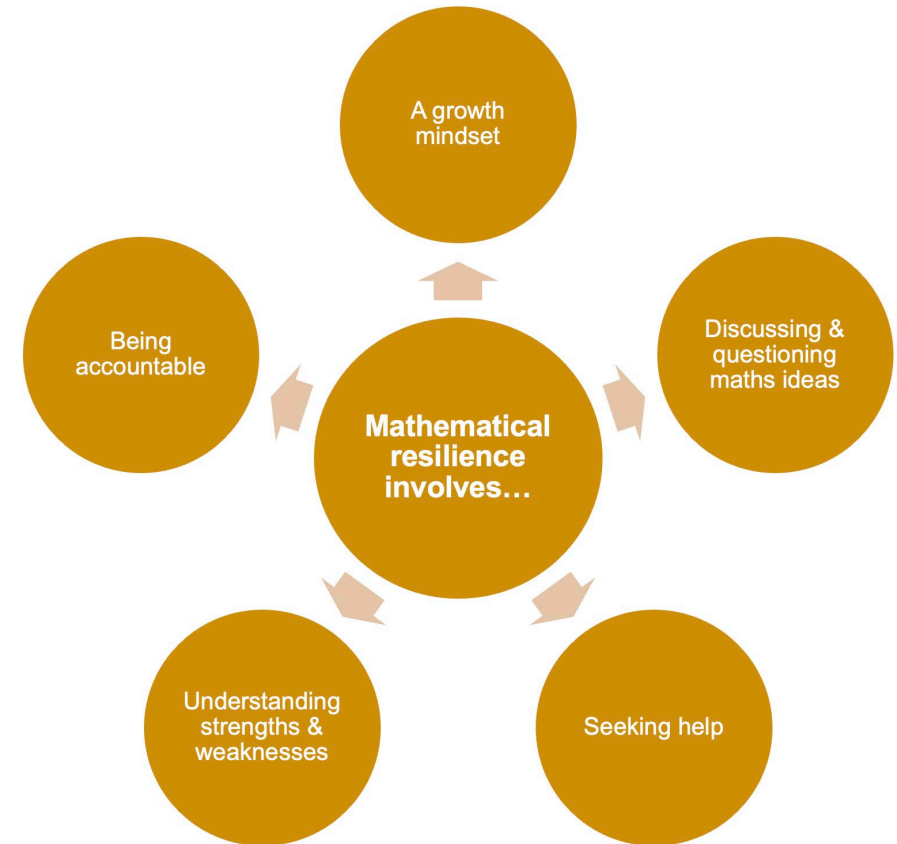 A growth
mindset
Being
accountable
Discussing &
questioning
maths ideas
Mathematical
resilience
involves…
Understanding
strengths &
weaknesses
Seeking help